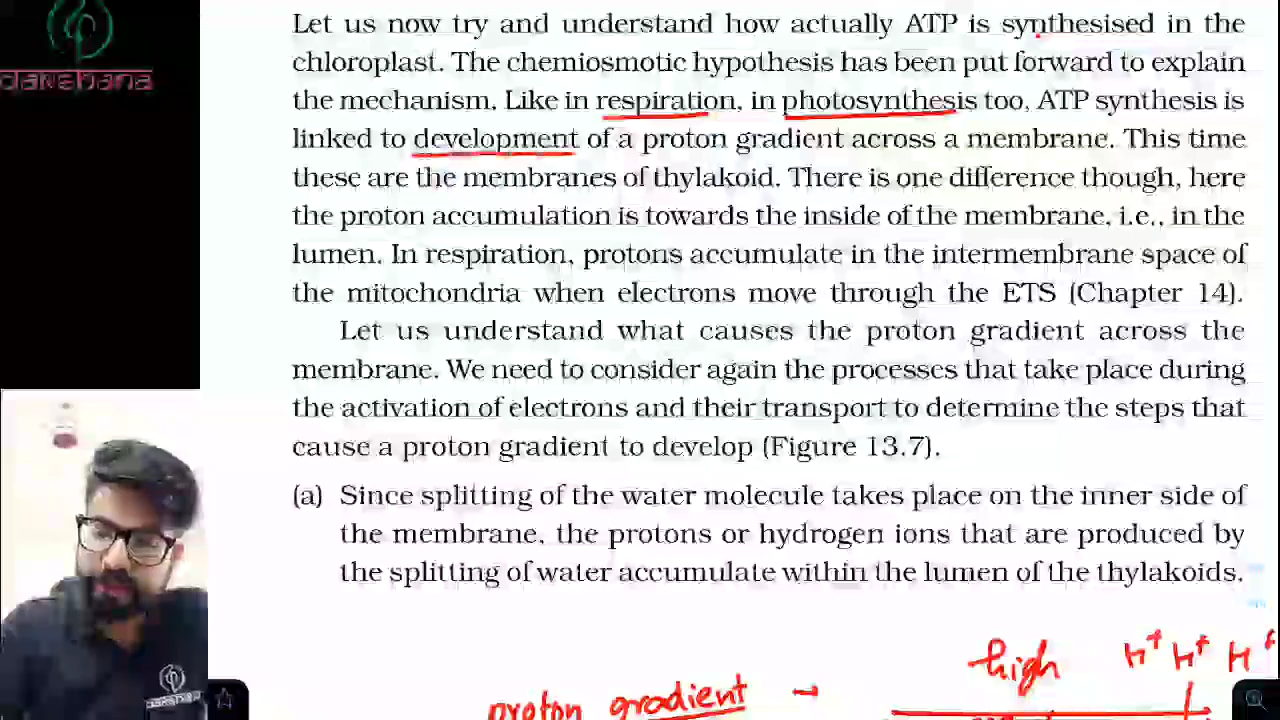 Dakshana
Let us now try and understand how actually ATP is synthesised in the
chloroplast. The chemiosmotic hypothesis has been put forward to explain
the mechanism. Like in respiration, in photosynthesis too, ATP synthesis is
linked to development of a proton gradient across a membrane. This time
these are the membranes of thylakoid. There is one difference though, here
the proton accumulation is towards the inside of the membrane, i.e., in the
lumen. In respiration, protons accumulate in the intermembrane space of
the mitochondria when electrons move through the ETS (Chapter 14).
Let us understand what causes the proton gradient across the
membrane. We need to consider again the processes that take place during
the activation of electrons and their transport to determine the steps that
cause a proton gradient to develop (Figure 13.7).
(a) Since splitting of the water molecule takes place on the inner side of
the membrane, the protons or hydrogen ions that are produced by
the splitting of water accumulate within the lumen of the thylakoids.
high H⁺ H⁺ H⁺
proton gradient →